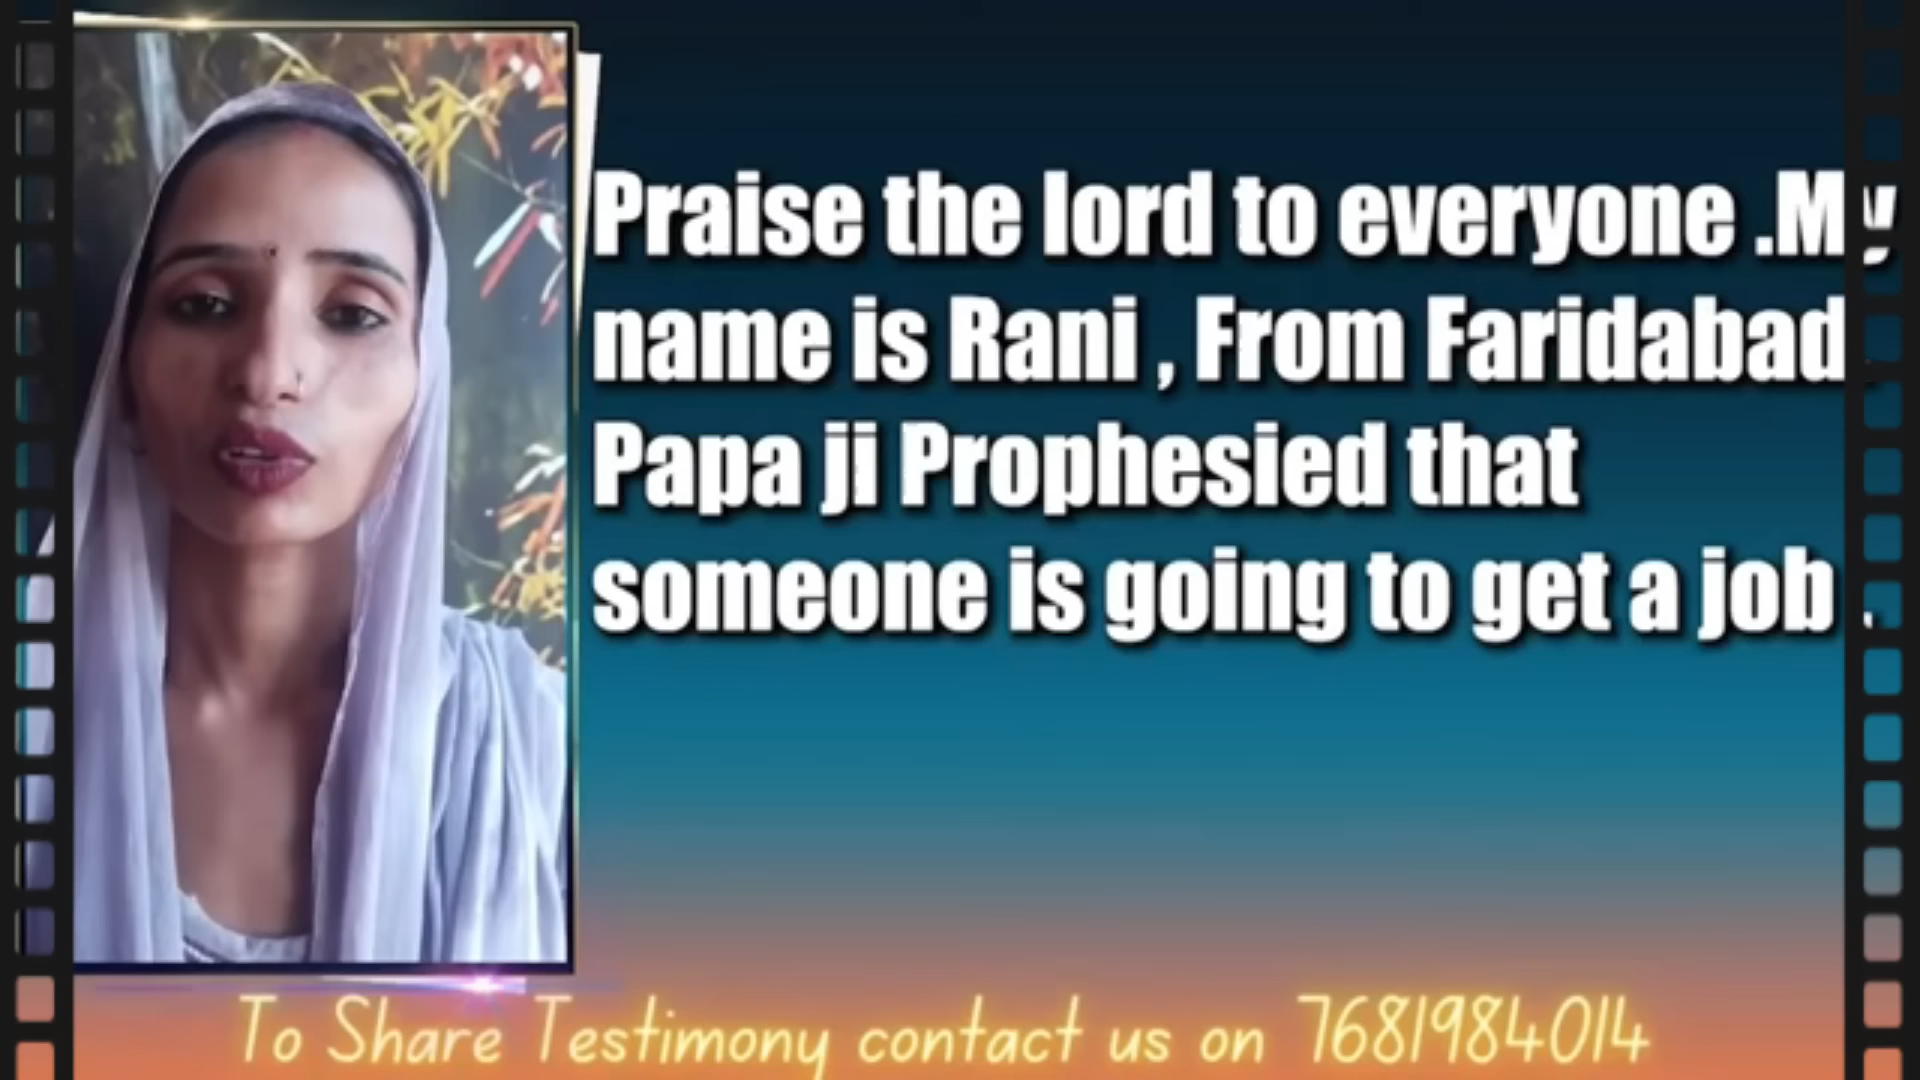 Praise the lord to everyone .My
name is Rani , From Faridabad
Papa ji Prophesied that
someone is going to get a job .
To Share Testimony contact us on 7681984014